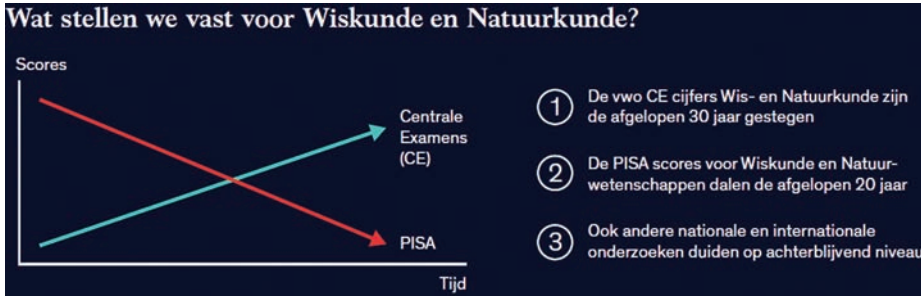 Wat stellen we vast voor Wiskunde en Natuurkunde?
Scores
Centrale
Examens
(CE)
PISA
Tijd
1
De vwo CE cijfers Wis- en Natuurkunde zijn
de afgelopen 30 jaar gestegen
2
De PISA scores voor Wiskunde en Natuur-
wetenschappen dalen de afgelopen 20 jaar
3
Ook andere nationale en internationale
onderzoeken duiden op achterblijvend niveau